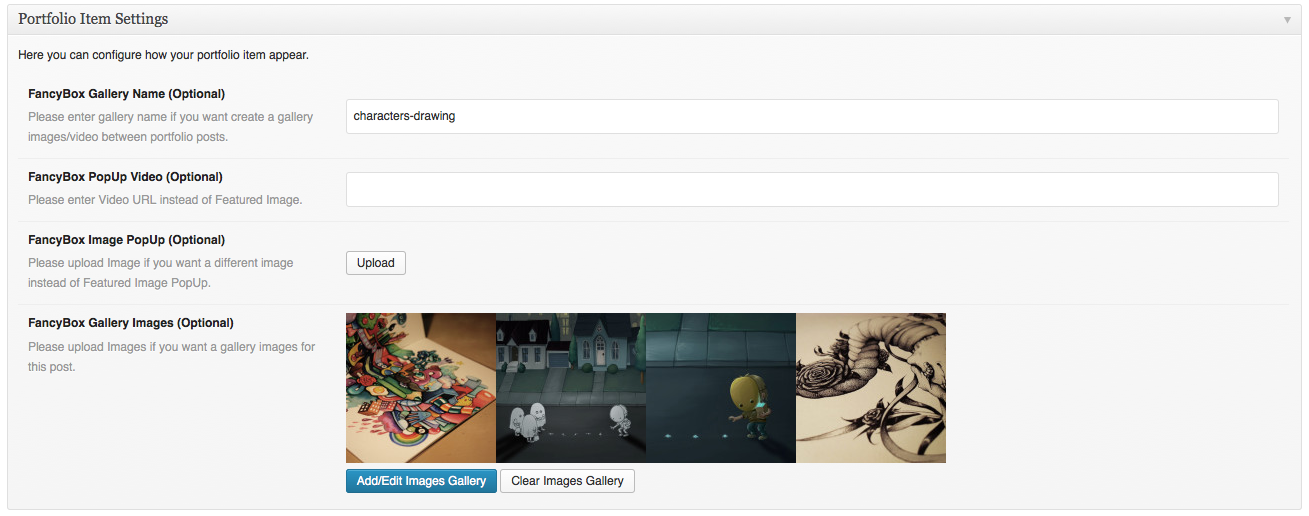 Portfolio Item Settings
Here you can configure how your portfolio item appear.
FancyBox Gallery Name (Optional)
Please enter gallery name if you want create a gallery
images/video between portfolio posts.
characters-drawing
FancyBox PopUp Video (Optional)
Please enter Video URL instead of Featured Image.
FancyBox Image PopUp (Optional)
Please upload Image if you want a different image
instead of Featured Image PopUp.
Upload
FancyBox Gallery Images (Optional)
Please upload Images if you want a gallery images for
this post.
Add/Edit Images Gallery
Clear Images Gallery